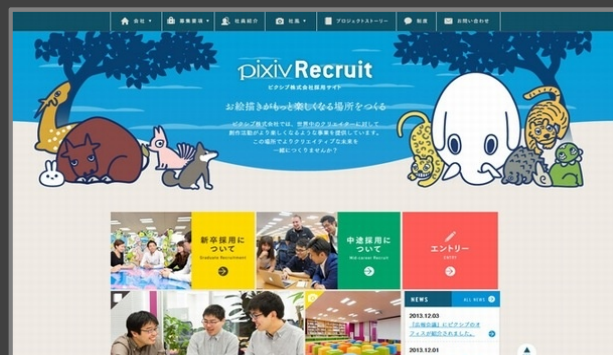 会社
募集要項
社員紹介
社風
プロジェクトストーリー
制度
お問い合わせ
pixiv Recruit
ピクシブ株式会社採用サイト
お絵描きがもっと楽しくなる場所をつくる
ピクシブ株式会社では、世界中のクリエイターに対して
創作活動がより楽しくなるような事業を提供しています。
この場所でよりクリエイティブな未来を
一緒につくりませんか？
新卒採用に
ついて
Graduate Recruitment
中途採用に
ついて
Mid-career Recruit
エントリー
ENTRY
NEWS
ALL NEWS
2013.12.03
『出稼会議』にピクシブのオ
フィスが紹介されました。
2013.12.01